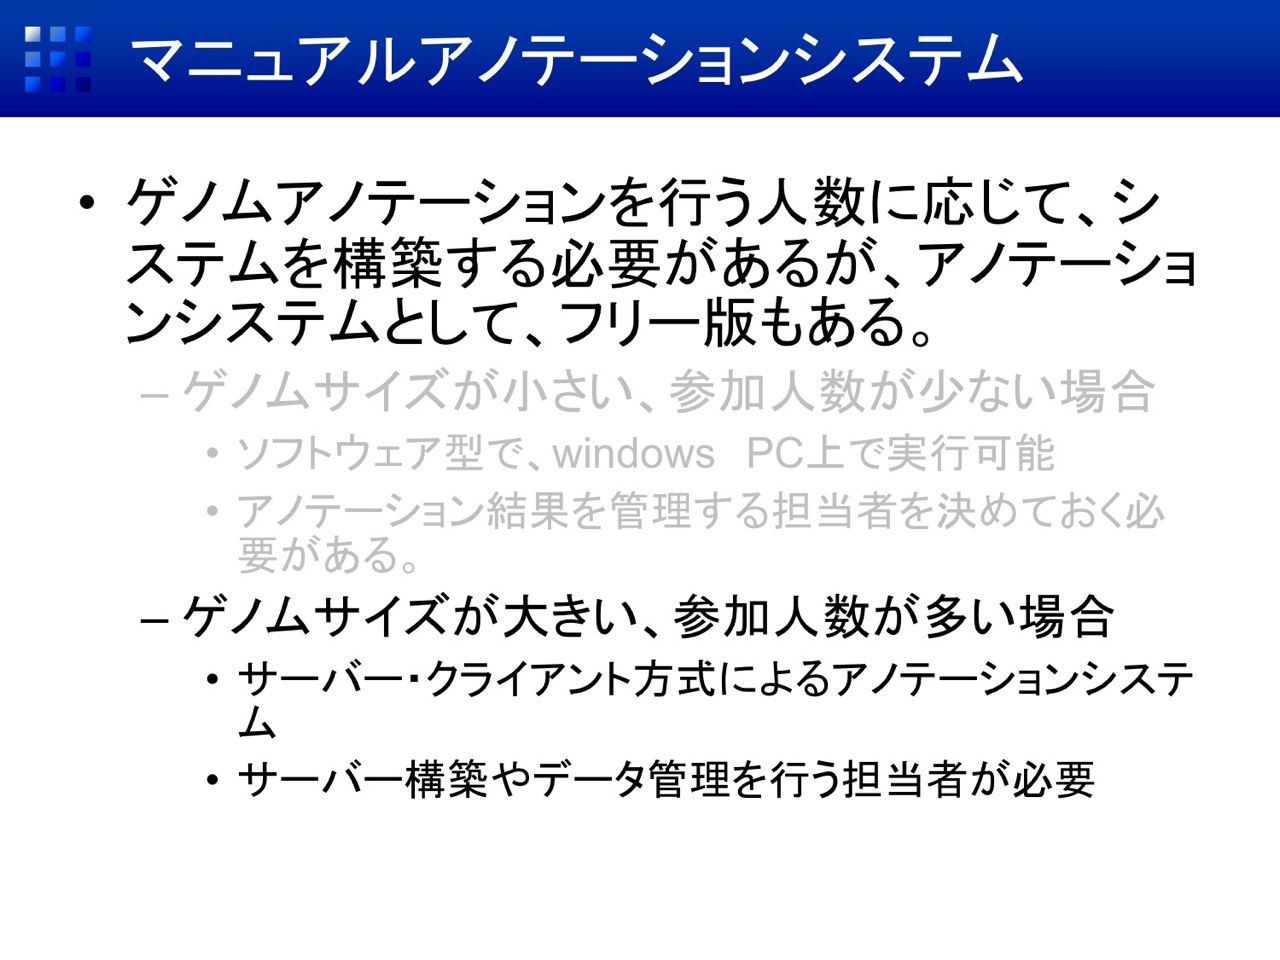 マニュアルアノテーションシステム
• ゲノムアノテーションを行う人数に応じて、シ
ステムを構築する必要があるが、アノテーショ
ンシステムとして、フリー版もある。
– ゲノムサイズが小さい、参加人数が少ない場合
• ソフトウェア型で、windows　PC上で実行可能
• アノテーション結果を管理する担当者を決めておく必
要がある。
– ゲノムサイズが大きい、参加人数が多い場合
• サーバー・クライアント方式によるアノテーションシステ
ム
• サーバー構築やデータ管理を行う担当者が必要